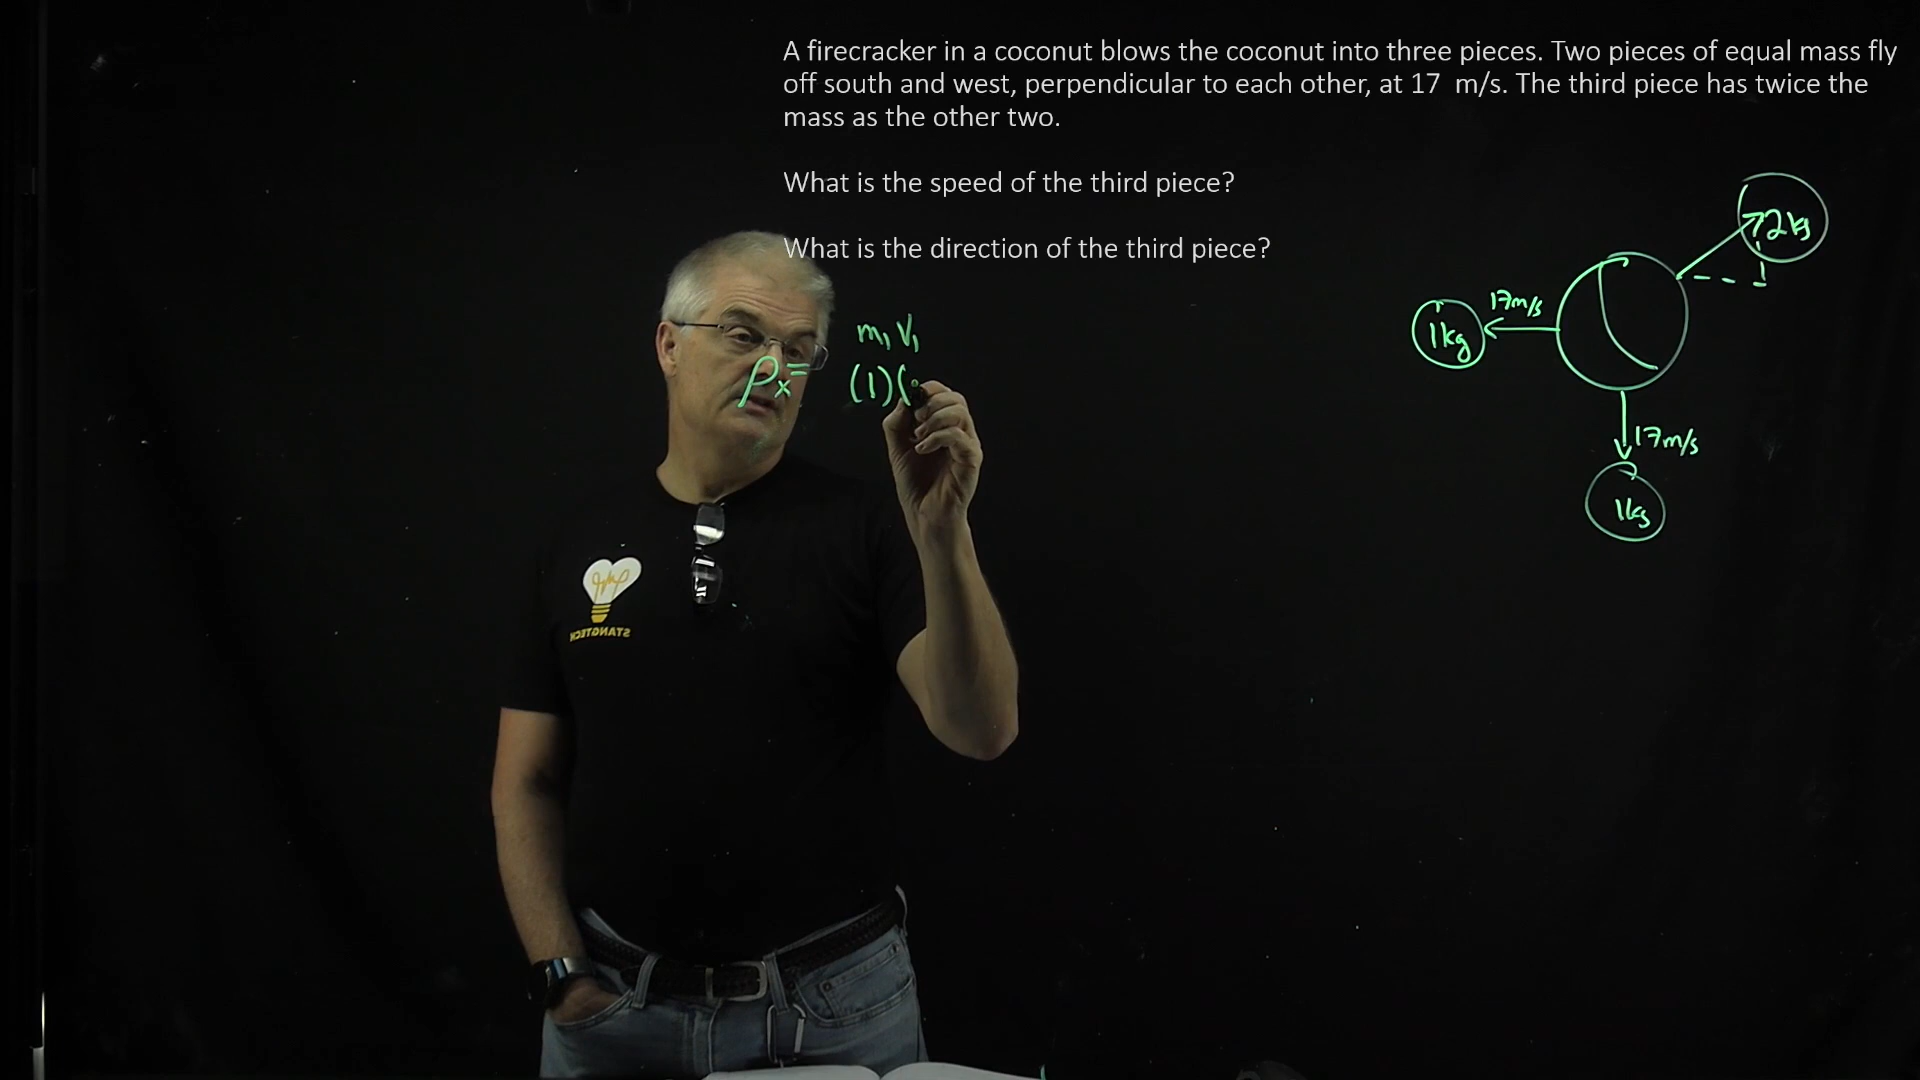 A firecracker in a coconut blows the coconut into three pieces. Two pieces of equal mass fly
off south and west, perpendicular to each other, at 17 m/s. The third piece has twice the
mass as the other two.
What is the speed of the third piece?
What is the direction of the third piece?
2kg
17m/s
1kg
m₁ V₁
Px = (1)(
17m/s
1kg
STANGTECH